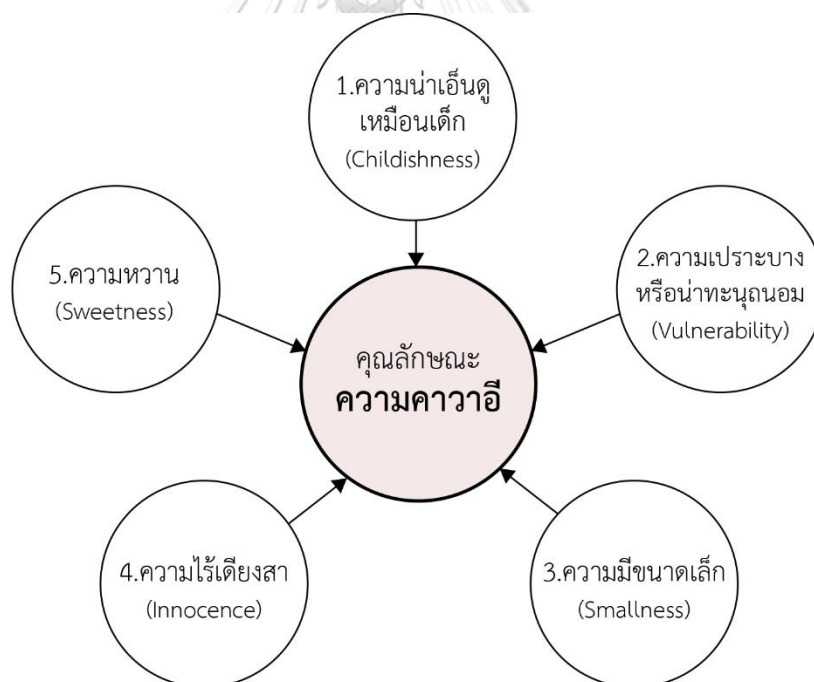 1.ความน่าเอ็นดู
เหมือนเด็ก
(Childishness)
2.ความเปราะบาง
หรือน่าทะนุถนอม
(Vulnerability)
3.ความมีขนาดเล็ก
(Smallness)
4.ความไร้เดียงสา
(Innocence)
5.ความหวาน
(Sweetness)
คุณลักษณะ
ความคาวาอี